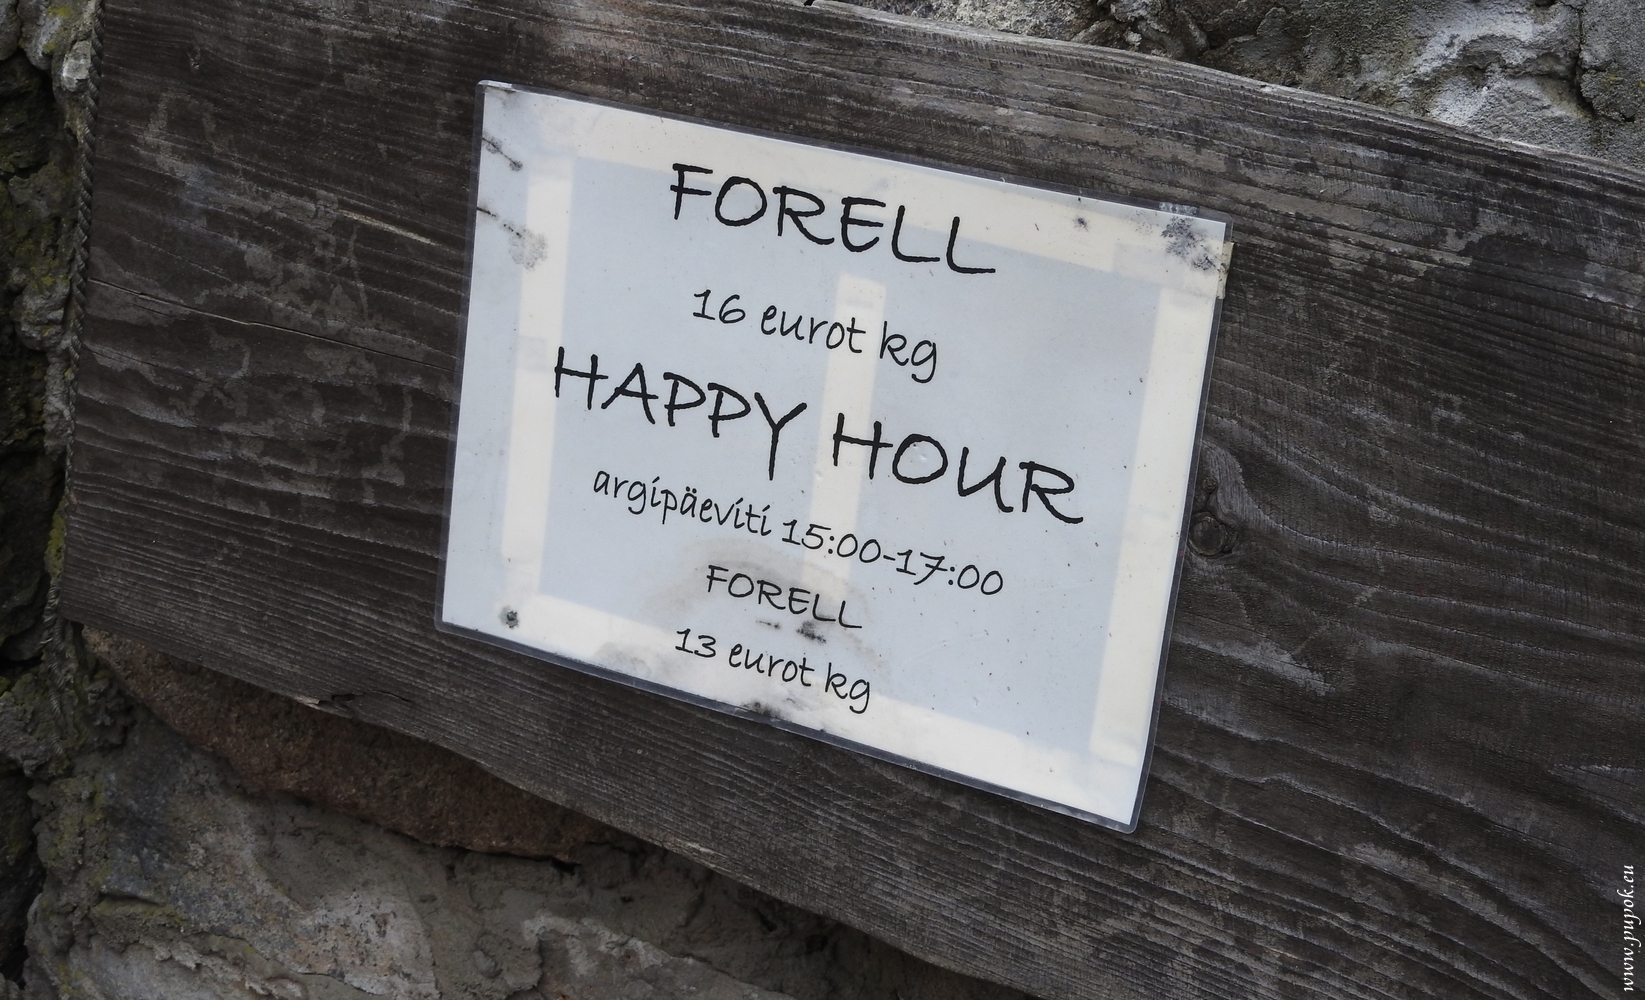 FORELL
16 eurot kg
HAPPY HOUR
argipäeviti 15:00-17:00
FORELL
13 eurot kg
www.pupok.eu